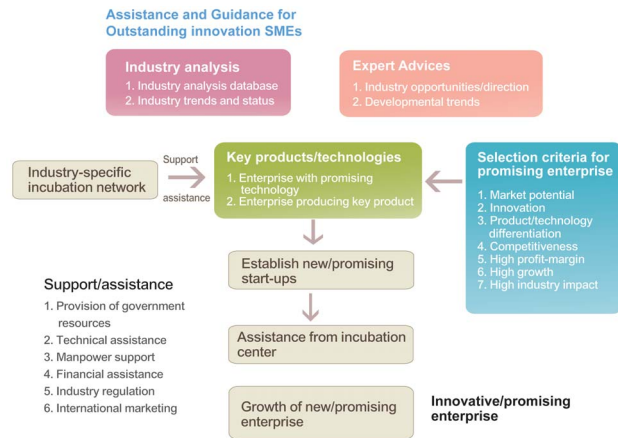 Assistance and Guidance for
Outstanding innovation SMEs
Industry analysis
1. Industry analysis database
2. Industry trends and status
Expert Advices
1. Industry opportunities/direction
2. Developmental trends
Industry-specific
incubation network
Support
assistance
Key products/technologies
1. Enterprise with promising
technology
2. Enterprise producing key product
Selection criteria for
promising enterprise
1. Market potential
2. Innovation
3. Product/technology
differentiation
4. Competitiveness
5. High profit-margin
6. High growth
7. High industry impact
Establish new/promising
start-ups
Support/assistance
1. Provision of government
resources
2. Technical assistance
3. Manpower support
4. Financial assistance
5. Industry regulation
6. International marketing
Assistance from incubation
center
Growth of new/promising
enterprise
Innovative/promising
enterprise